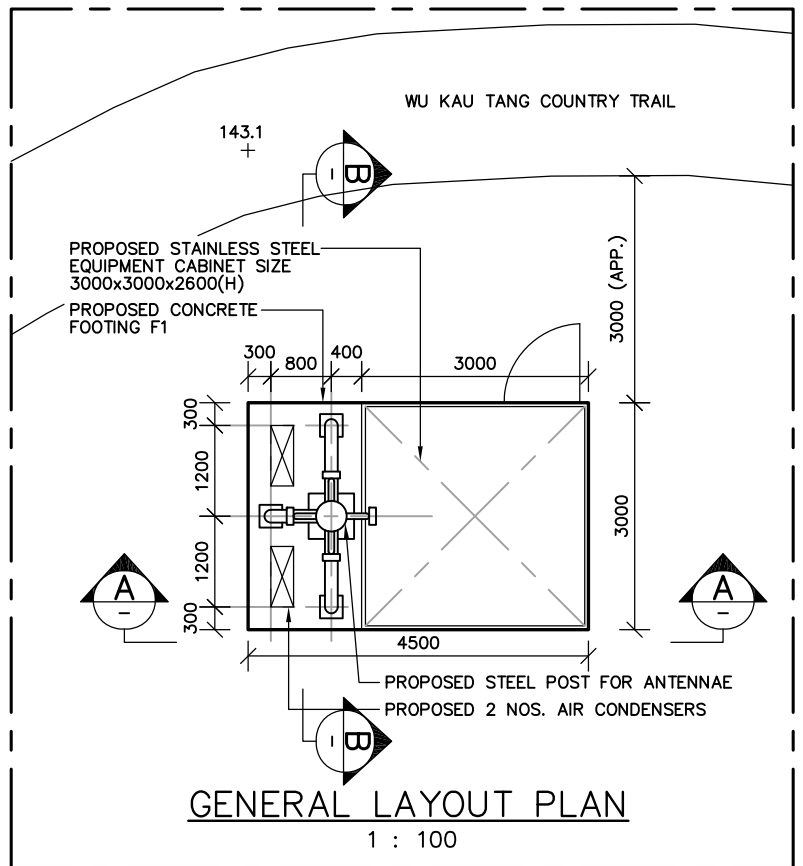 WU KAU TANG COUNTRY TRAIL
143.1
B
–
PROPOSED STAINLESS STEEL
EQUIPMENT CABINET SIZE
3000x3000x2600(H)
PROPOSED CONCRETE
FOOTING F1
3000 (APP.)
300
800
400
3000
300
1200
1200
300
3000
A
–
A
–
4500
PROPOSED STEEL POST FOR ANTENNAE
PROPOSED 2 NOS. AIR CONDENSERS
B
–
GENERAL LAYOUT PLAN
1 : 100